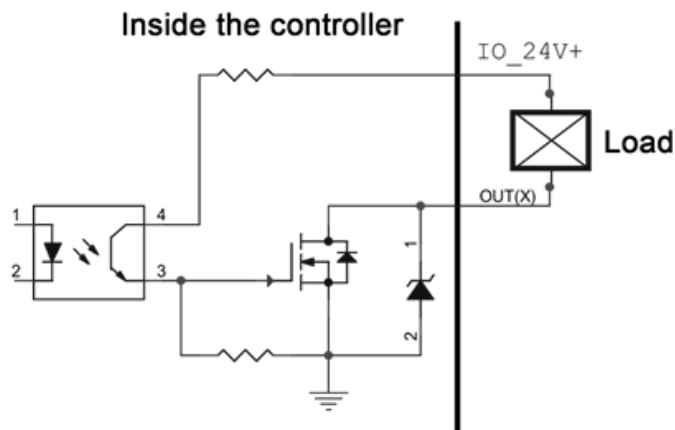 Inside the controller
IO_24V+
Load
OUT(X)
1
4
2
3
1
2